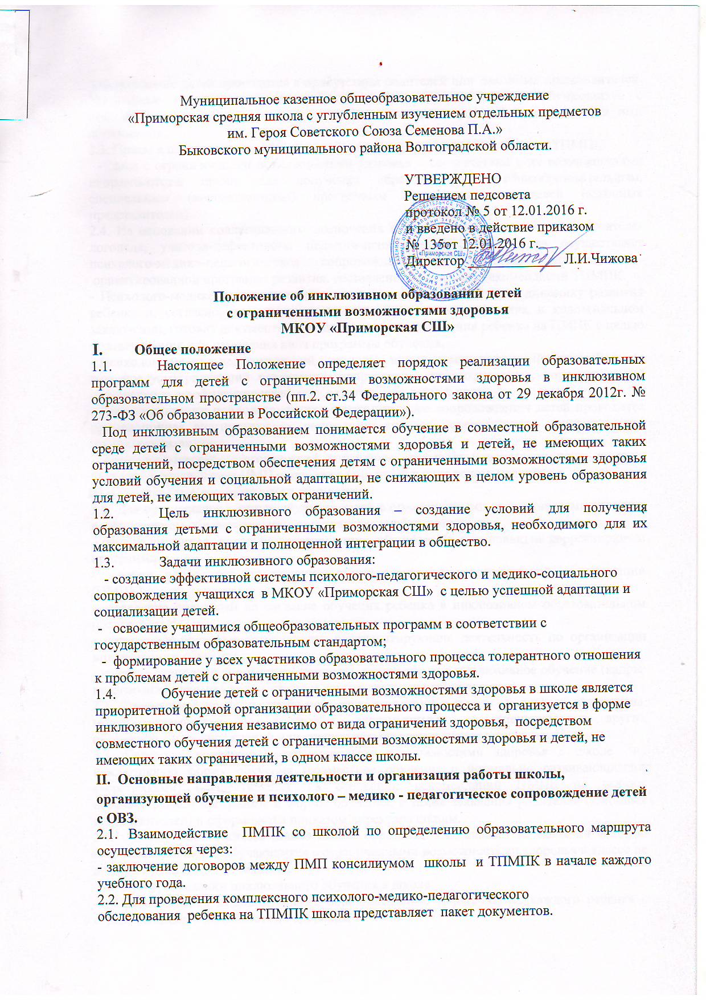 Муниципальное казенное общеобразовательное учреждение
«Приморская средняя школа с углубленным изучением отдельных предметов
им. Героя Советского Союза Семенова П.А.»
Быковского муниципального района Волгоградской области.
УТВЕРЖДЕНО
Решением педсовета
протокол № 5 от 12.01.2016 г.
и введено в действие приказом
№ 135от 12.01.2016 г.
Директор_____________ Л.И.Чижова
«Приморская СШ»
Положение об инклюзивном образовании детей
с ограниченными возможностями здоровья
МКОУ «Приморская СШ»
I. Общее положение
1.1. Настоящее Положение определяет порядок реализации образовательных
программ для детей с ограниченными возможностями здоровья в инклюзивном
образовательном пространстве (пп.2. ст.34 Федерального закона от 29 декабря 2012г. №
273-ФЗ «Об образовании в Российской Федерации»).
Под инклюзивным образованием понимается обучение в совместной образовательной
среде детей с ограниченными возможностями здоровья и детей, не имеющих таких
ограничений, посредством обеспечения детям с ограниченными возможностями здоровья
условий обучения и социальной адаптации, не снижающих в целом уровень образования
для детей, не имеющих таковых ограничений.
1.2. Цель инклюзивного образования – создание условий для получения
образования детьми с ограниченными возможностями здоровья, необходимого для их
максимальной адаптации и полноценной интеграции в общество.
1.3. Задачи инклюзивного образования:
- создание эффективной системы психолого-педагогического и медико-социального
сопровождения учащихся в МКОУ «Приморская СШ» с целью успешной адаптации и
социализации детей.
- освоение учащимися общеобразовательных программ в соответствии с
государственным образовательным стандартом;
- формирование у всех участников образовательного процесса толерантного отношения
к проблемам детей с ограниченными возможностями здоровья.
1.4. Обучение детей с ограниченными возможностями здоровья в школе является
приоритетной формой организации образовательного процесса и организуется в форме
инклюзивного обучения независимо от вида ограничений здоровья, посредством
совместного обучения детей с ограниченными возможностями здоровья и детей, не
имеющих таких ограничений, в одном классе школы.
II. Основные направления деятельности и организация работы школы,
организующей обучение и психолого – медико - педагогическое сопровождение детей
с ОВЗ.
2.1. Взаимодействие ПМПК со школой по определению образовательного маршрута
осуществляется через:
- заключение договоров между ПМП консилиумом школы и ТПМПК в начале каждого
учебного года.
2.2. Для проведения комплексного психолого-медико-педагогического
обследования ребенка на ТПМПК школа представляет пакет документов.